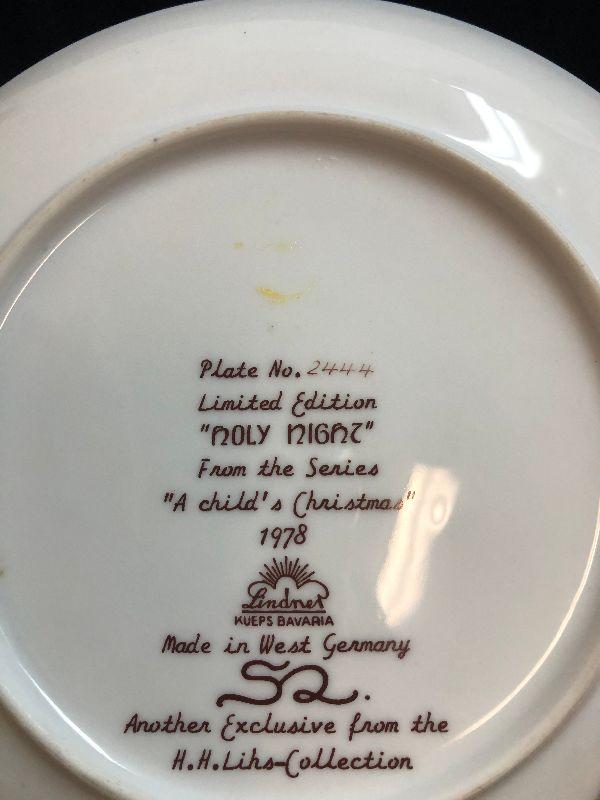 Plate No. 2444
Limited Edition
"HOLY NIGHT"
From the Series
"A child's Christmas"
1978
Lindner
KUEPS BAVARIA
Made in West Germany
Another Exclusive from the
H.H.Lihs-Collection